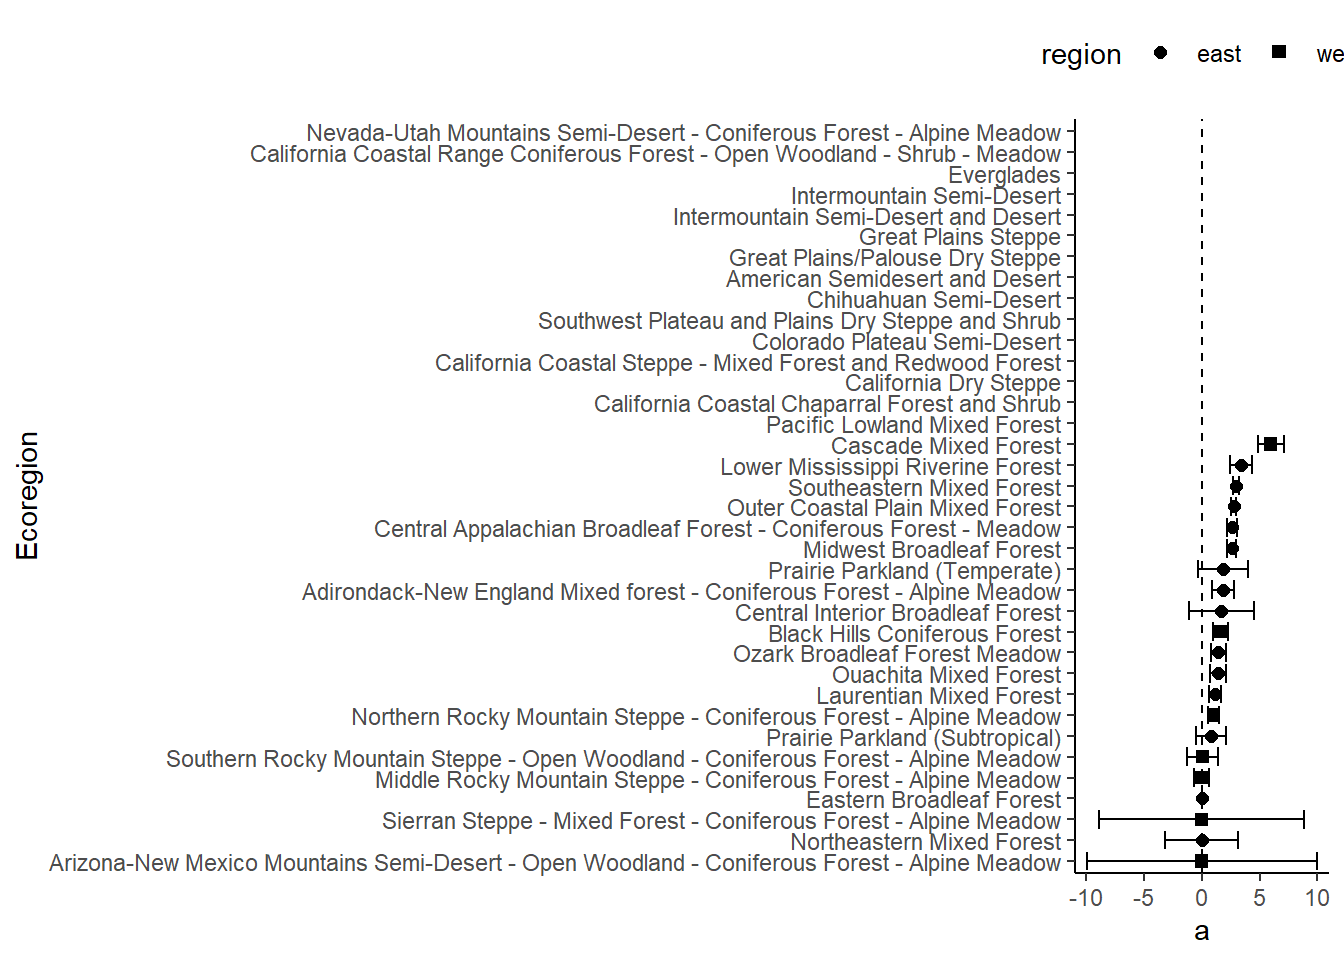 region east we
Nevada-Utah Mountains Semi-Desert - Coniferous Forest - Alpine Meadow
California Coastal Range Coniferous Forest - Open Woodland - Shrub - Meadow
Everglades
Intermountain Semi-Desert
Intermountain Semi-Desert and Desert
Great Plains Steppe
Great Plains/Palouse Dry Steppe
American Semidesert and Desert
Chihuahuan Semi-Desert
Southwest Plateau and Plains Dry Steppe and Shrub
Colorado Plateau Semi-Desert
California Coastal Steppe - Mixed Forest and Redwood Forest
California Dry Steppe
California Coastal Chaparral Forest and Shrub
Pacific Lowland Mixed Forest
Cascade Mixed Forest
Lower Mississippi Riverine Forest
Southeastern Mixed Forest
Outer Coastal Plain Mixed Forest
Central Appalachian Broadleaf Forest - Coniferous Forest - Meadow
Midwest Broadleaf Forest
Prairie Parkland (Temperate)
Adirondack-New England Mixed forest - Coniferous Forest - Alpine Meadow
Central Interior Broadleaf Forest
Black Hills Coniferous Forest
Ozark Broadleaf Forest Meadow
Ouachita Mixed Forest
Laurentian Mixed Forest
Northern Rocky Mountain Steppe - Coniferous Forest - Alpine Meadow
Prairie Parkland (Subtropical)
Southern Rocky Mountain Steppe - Open Woodland - Coniferous Forest - Alpine Meadow
Middle Rocky Mountain Steppe - Coniferous Forest - Alpine Meadow
Eastern Broadleaf Forest
Sierran Steppe - Mixed Forest - Coniferous Forest - Alpine Meadow
Northeastern Mixed Forest
Arizona-New Mexico Mountains Semi-Desert - Open Woodland - Coniferous Forest - Alpine Meadow
Ecoregion
-10 -5 0 5 10
a